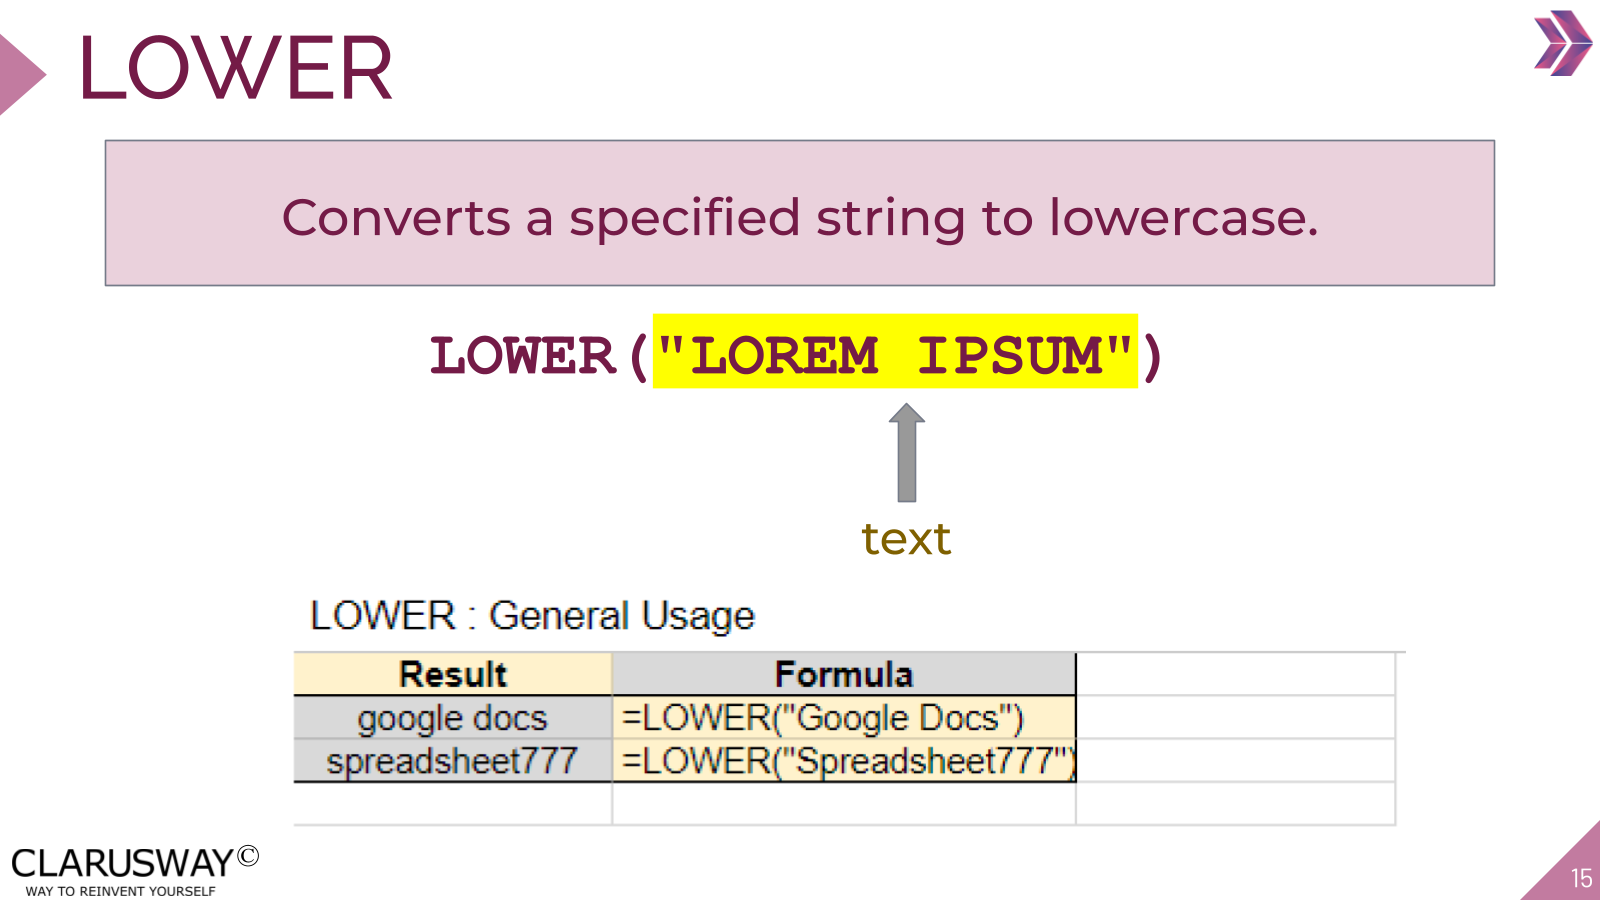 LOWER
Converts a specified string to lowercase.
LOWER("LOREM IPSUM")
text
LOWER : General Usage
Result Formula
google docs =LOWER("Google Docs")
spreadsheet777 =LOWER("Spreadsheet777")
CLARUSWAY©
WAY TO REINVENT YOURSELF
15